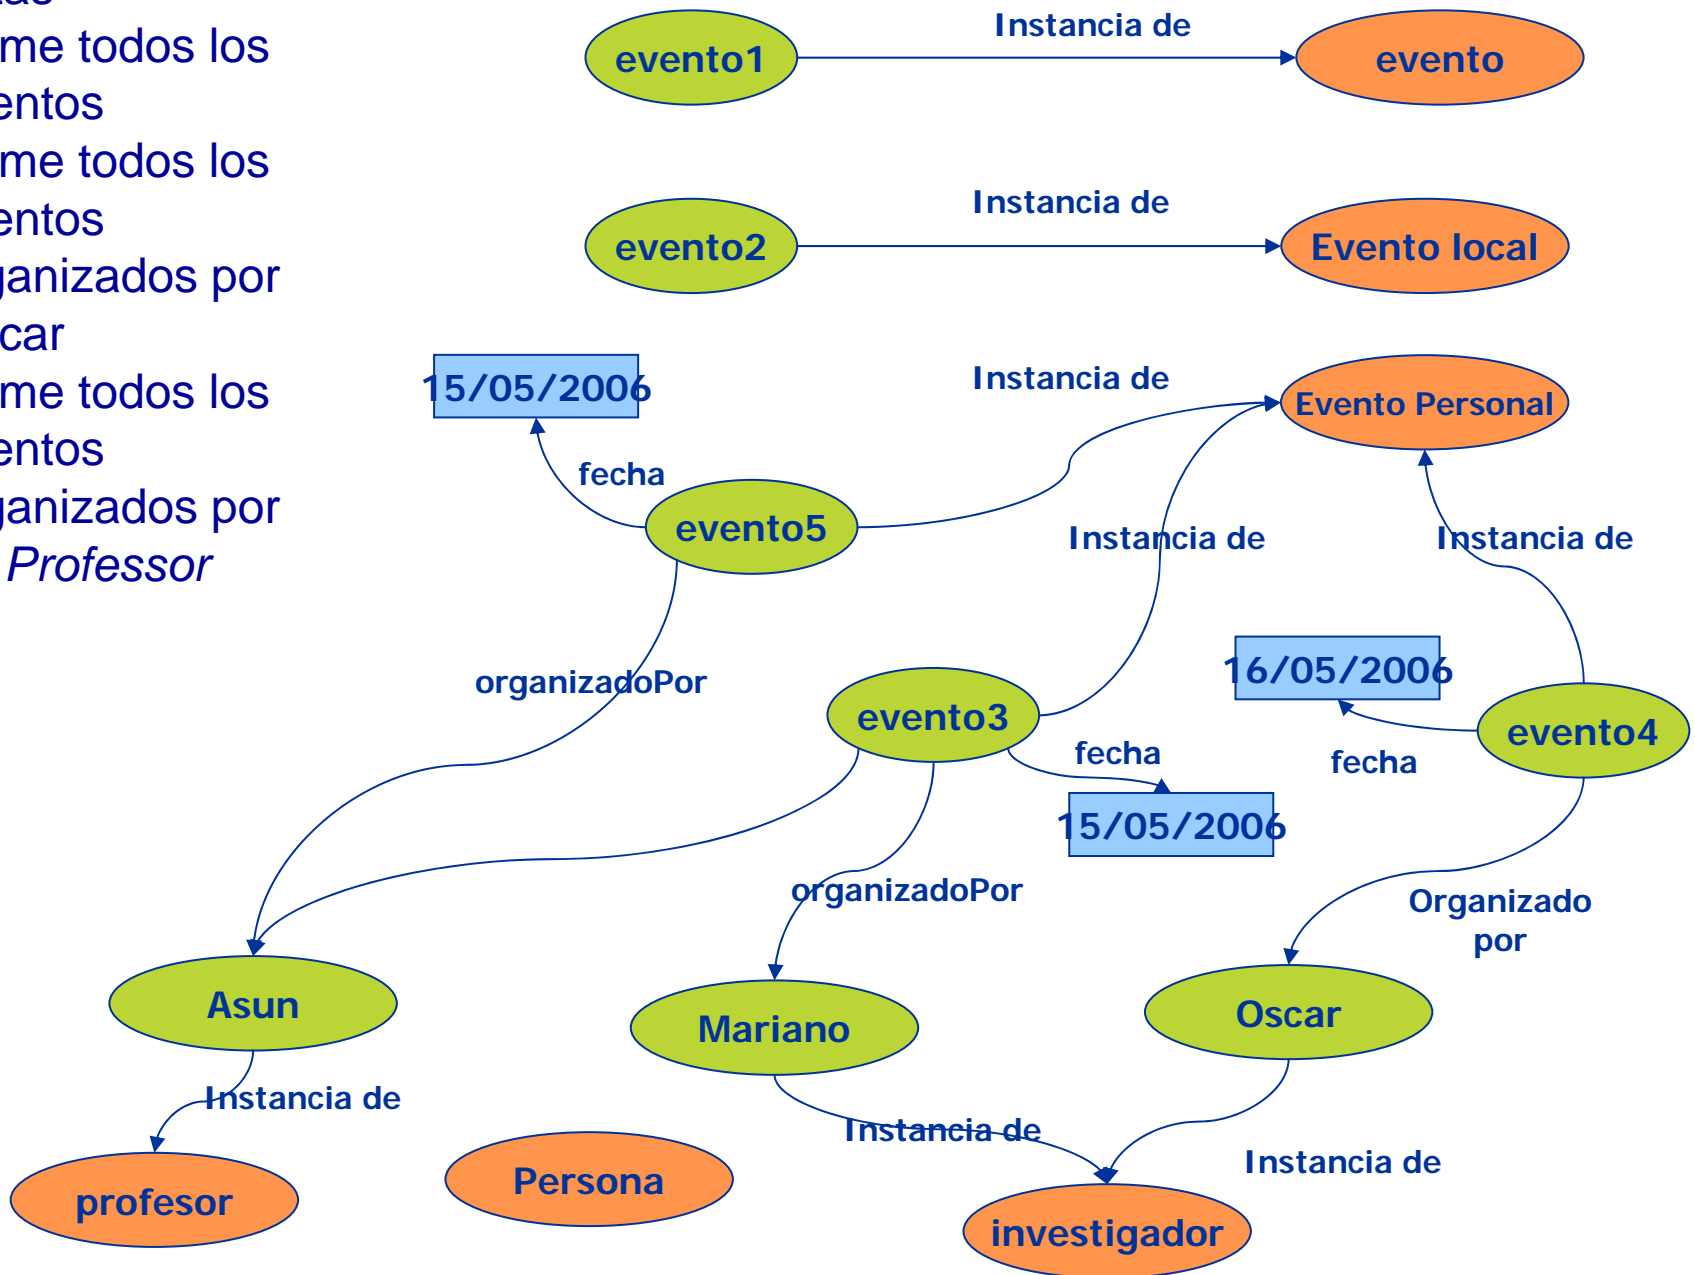 me todos los
entos
me todos los
entos
ganizados por
car
me todos los
entos
ganizados por
Professor
Instancia de
evento1
evento
Instancia de
evento2
Evento local
15/05/2006
Instancia de
Evento Personal
fecha
evento5
Instancia de
Instancia de
organizadoPor
16/05/2006
evento3
evento4
fecha
fecha
15/05/2006
organizadoPor
Organizado
por
Asun
Mariano
Oscar
Instancia de
Instancia de
Instancia de
profesor
Persona
investigador